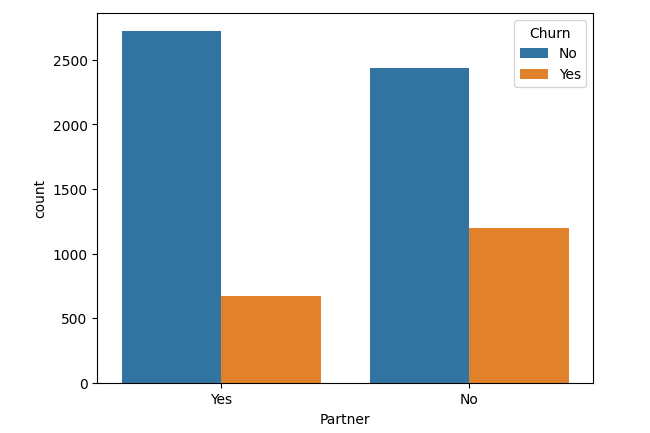 Churn
No
Yes
2500
2000
1500
1000
500
0
count
Yes
No
Partner